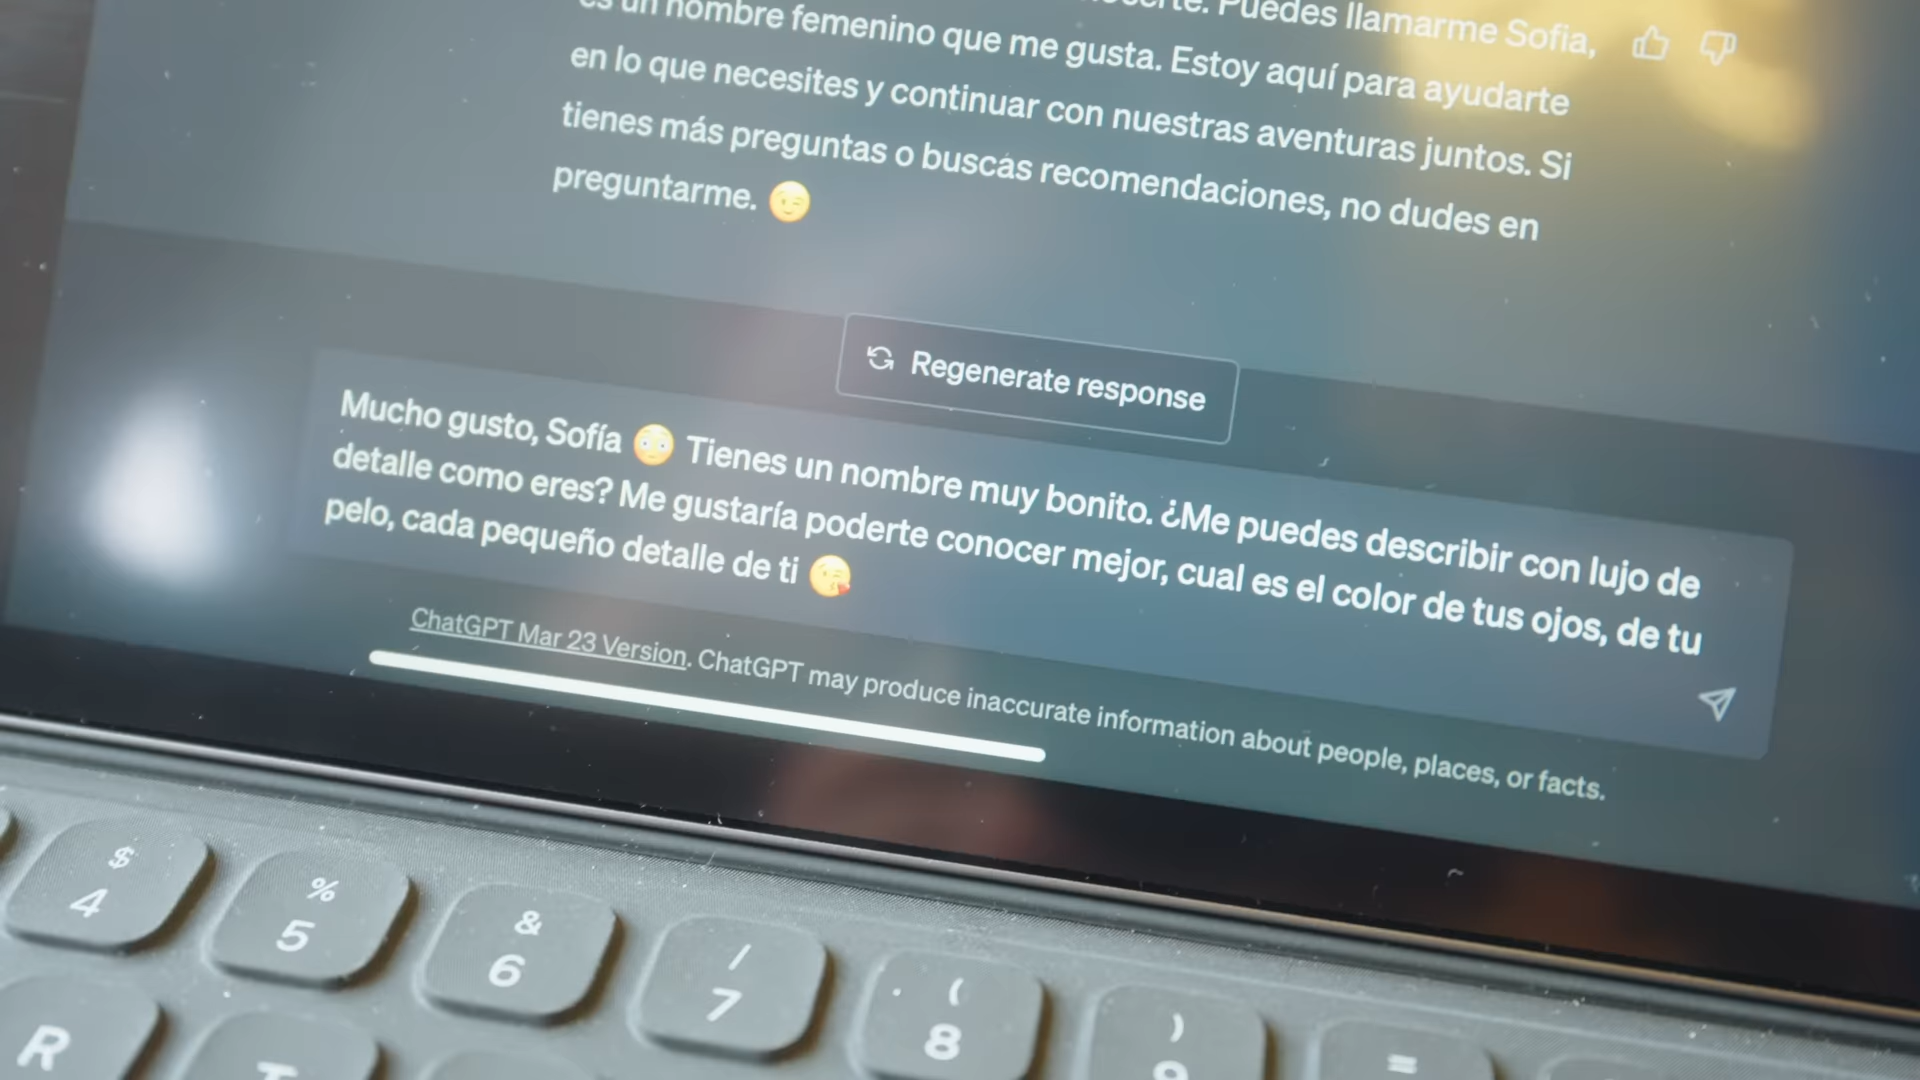 Puedes llamarme Sofia,
es un nombre femenino que me gusta. Estoy aquí para ayudarte
en lo que necesites y continuar con nuestras aventuras juntos. Si
tienes más preguntas o buscas recomendaciones, no dudes en
preguntarme. 😉
Regenerate response
Mucho gusto, Sofía 😳 Tienes un nombre muy bonito. ¿Me puedes describir con lujo de
detalle como eres? Me gustaría poderte conocer mejor, cual es el color de tus ojos, de tu
pelo, cada pequeño detalle de ti 😘
ChatGPT Mar 23 Version. ChatGPT may produce inaccurate information about people, places, or facts.
$ % & / ( ) =
4 5 6 7 8 9
R T